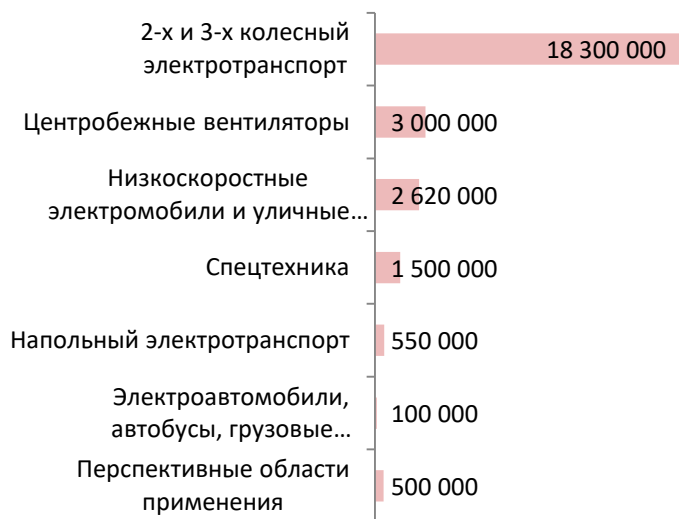 2-х и 3-х колесный
электротранспорт
18 300 000
Центробежные вентиляторы
3 000 000
Низкоскоростные
электромобили и уличные...
2 620 000
Спецтехника
1 500 000
Напольный электротранспорт
550 000
Электроавтомобили,
автобусы, грузовые...
100 000
Перспективные области
применения
500 000